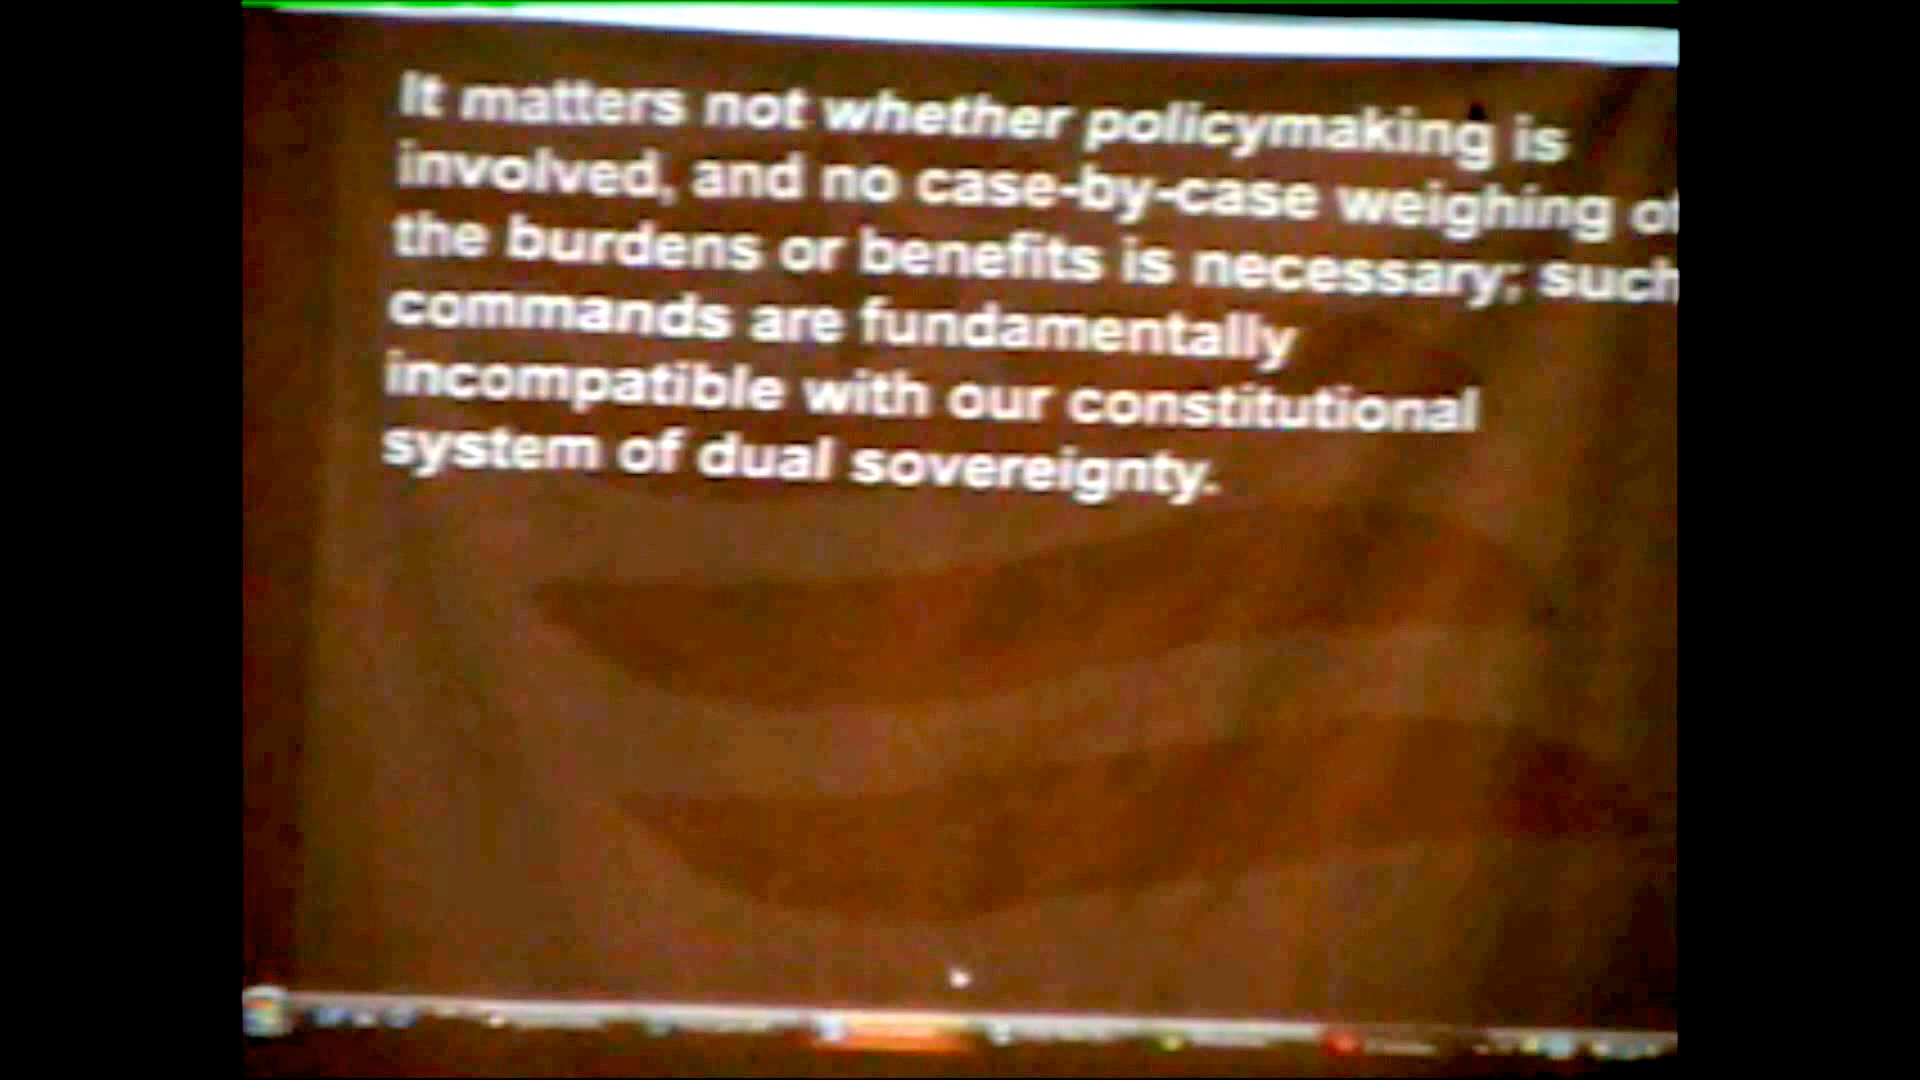 It matters not whether policymaking is
involved, and no case-by-case weighing of
the burdens or benefits is necessary; such
commands are fundamentally
incompatible with our constitutional
system of dual sovereignty.